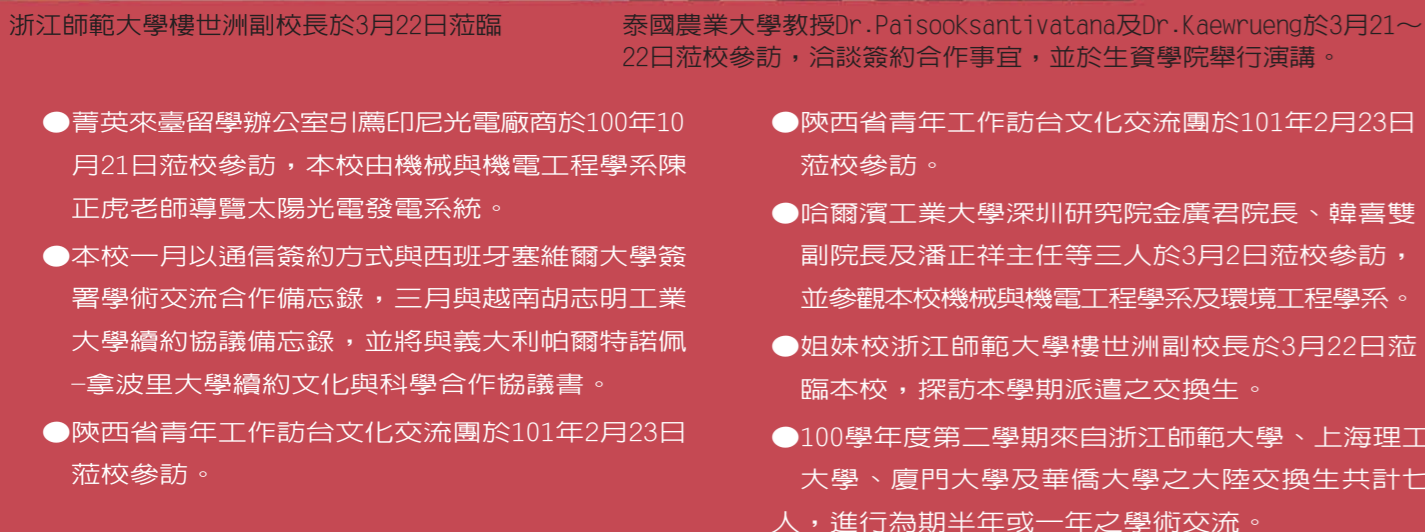 浙江師範大學樓世洲副校長於3月22日蒞臨
泰國農業大學教授Dr.Paisooksantivatana及Dr.Kaewrueng於3月21～
22日蒞校參訪，洽談簽約合作事宜，並於生資學院舉行演講。
●菁英來臺留學辦公室引薦印尼光電廠商於100年10
月21日蒞校參訪，本校由機械與機電工程學系陳
正虎老師導覽太陽光電發電系統。
●本校一月以通信簽約方式與西班牙塞維爾大學簽
署學術交流合作備忘錄，三月與越南胡志明工業
大學續約協議備忘錄，並將與義大利帕爾特諾佩
–拿波里大學續約文化與科學合作協議書。
●陝西省青年工作訪台文化交流團於101年2月23日
蒞校參訪。
●陝西省青年工作訪台文化交流團於101年2月23日
蒞校參訪。
●哈爾濱工業大學深圳研究院金廣君院長、韓喜雙
副院長及潘正祥主任等三人於3月2日蒞校參訪，
並參觀本校機械與機電工程學系及環境工程學系。
●姐妹校浙江師範大學樓世洲副校長於3月22日蒞
臨本校，探訪本學期派遣之交換生。
●100學年度第二學期來自浙江師範大學、上海理工
大學、廈門大學及華僑大學之大陸交換生共計七
人，進行為期半年或一年之學術交流。